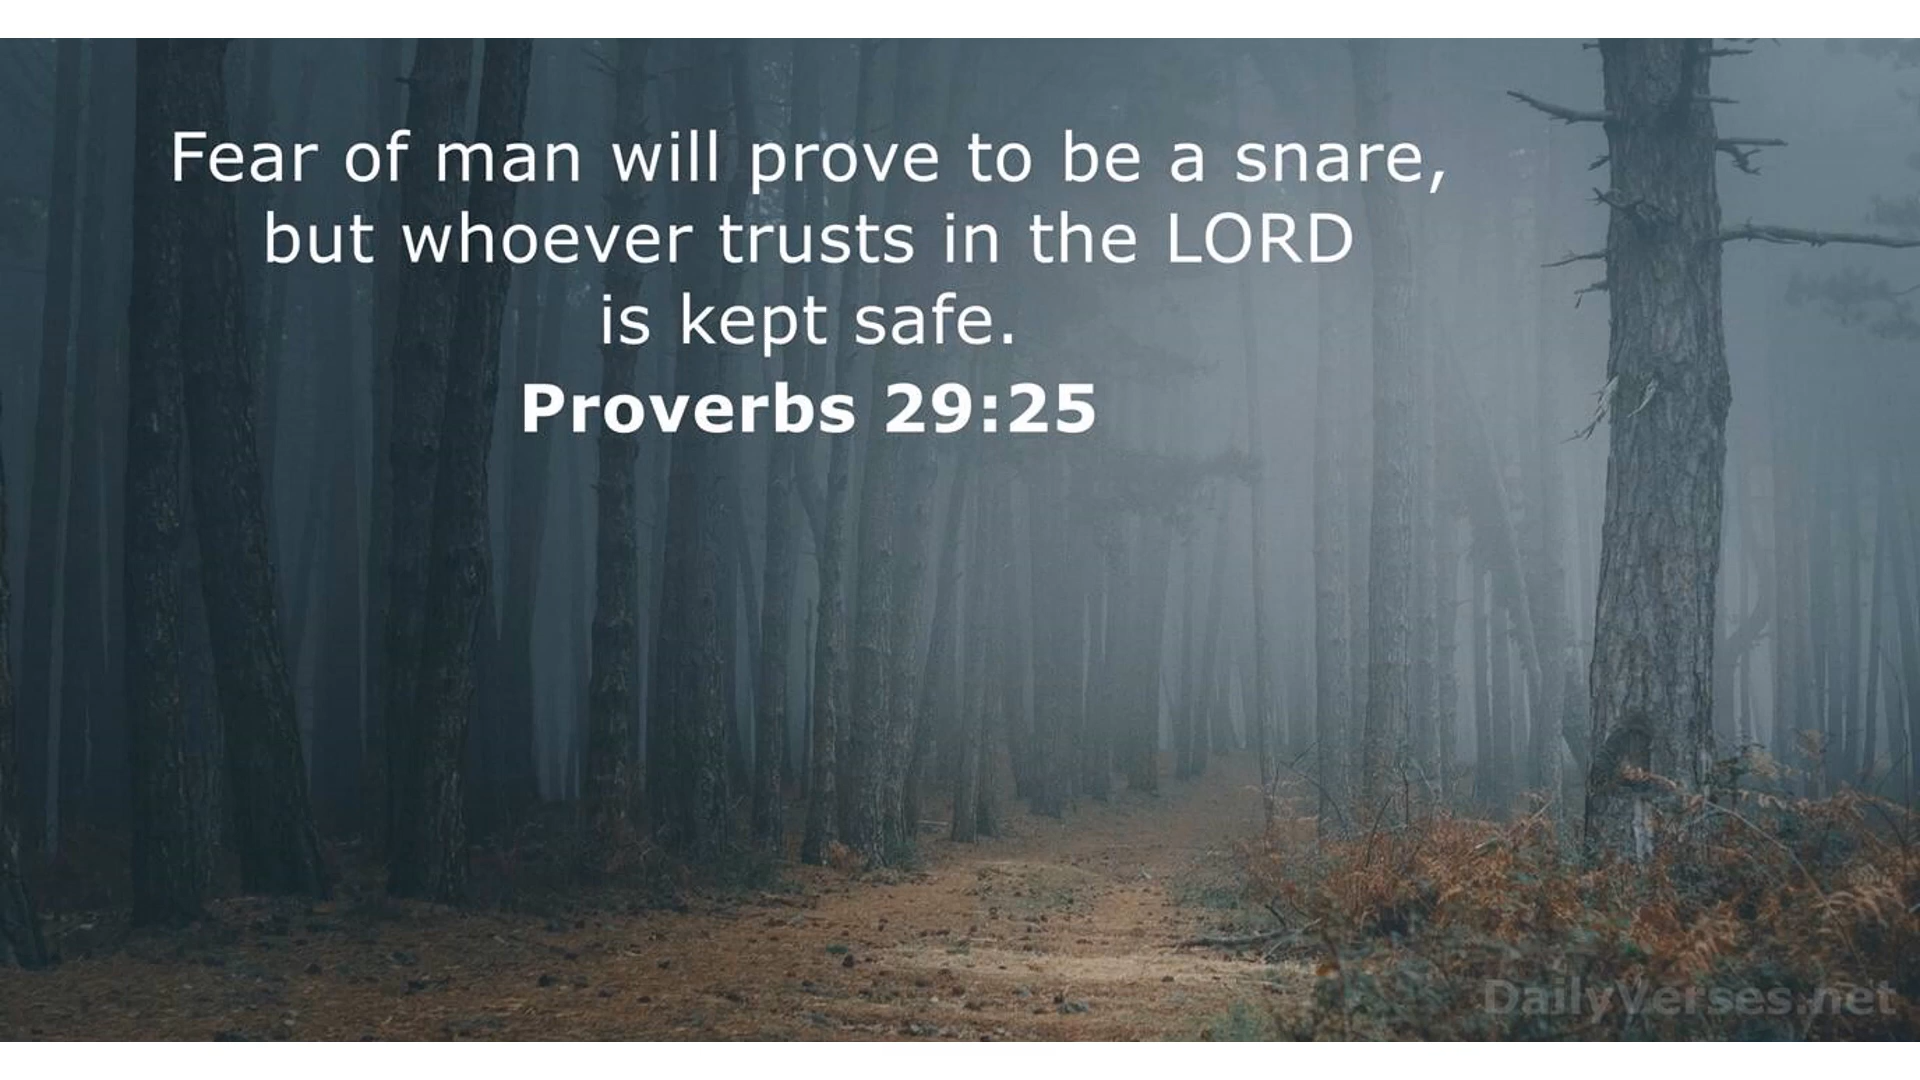 Fear of man will prove to be a snare,
but whoever trusts in the LORD
is kept safe.
Proverbs 29:25
DailyVerses.net